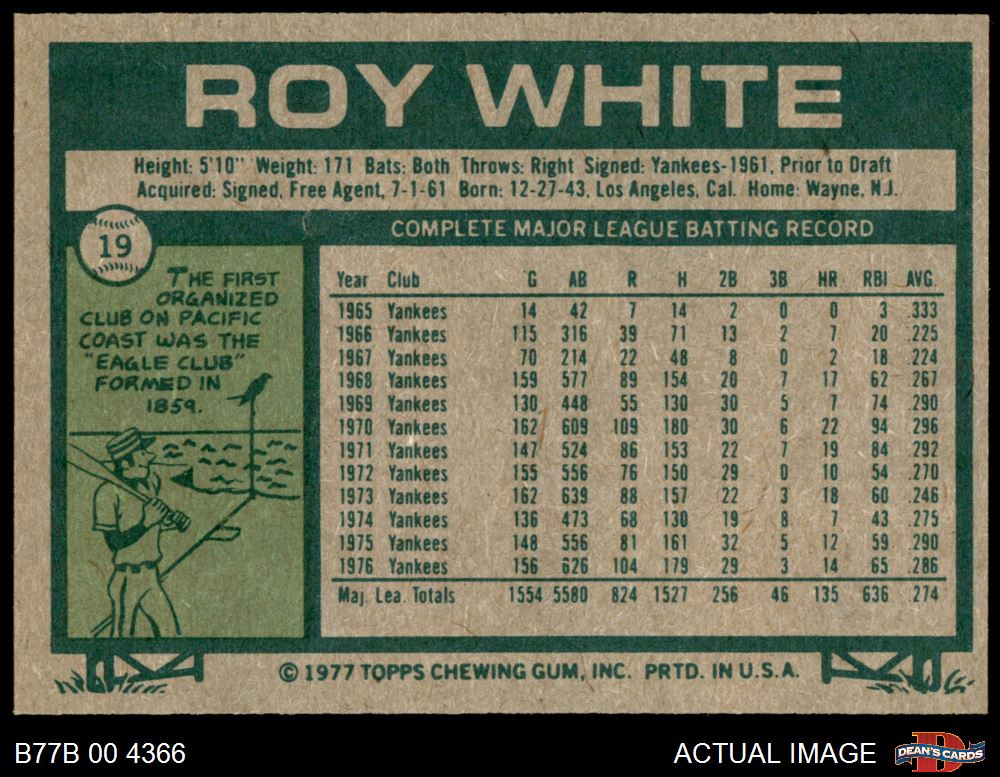 ROY WHITE
Height: 5'10" Weight: 171 Bats: Both Throws: Right Signed: Yankees-1961, Prior to Draft
Acquired: Signed, Free Agent, 7-1-61 Born: 12-27-43, Los Angeles, Cal. Home: Wayne, N.J.
19
THE FIRST
ORGANIZED
CLUB ON PACIFIC
COAST WAS THE
"EAGLE CLUB"
FORMED IN
1859.
COMPLETE MAJOR LEAGUE BATTING RECORD
Year Club G AB R H 2B 3B HR RBI AVG.
1965 Yankees 14 42 7 14 2 0 0 3 .333
1966 Yankees 115 316 39 71 13 2 7 20 .225
1967 Yankees 70 214 22 48 8 0 2 18 .224
1968 Yankees 159 577 89 154 20 7 17 62 .267
1969 Yankees 130 448 55 130 30 5 7 74 .290
1970 Yankees 162 609 109 180 30 6 22 94 .296
1971 Yankees 147 524 86 153 22 7 19 84 .292
1972 Yankees 155 556 76 150 29 0 10 54 .270
1973 Yankees 162 639 88 157 22 3 18 60 .246
1974 Yankees 136 473 68 130 19 8 7 43 .275
1975 Yankees 148 556 81 161 32 5 12 59 .290
1976 Yankees 156 626 104 179 29 3 14 65 .286
Maj. Lea. Totals 1554 5580 824 1527 256 46 135 636 .274
© 1977 TOPPS CHEWING GUM, INC. PRTD. IN U.S.A.
B77B 00 4366
ACTUAL IMAGE
D
DEAN'S CARDS